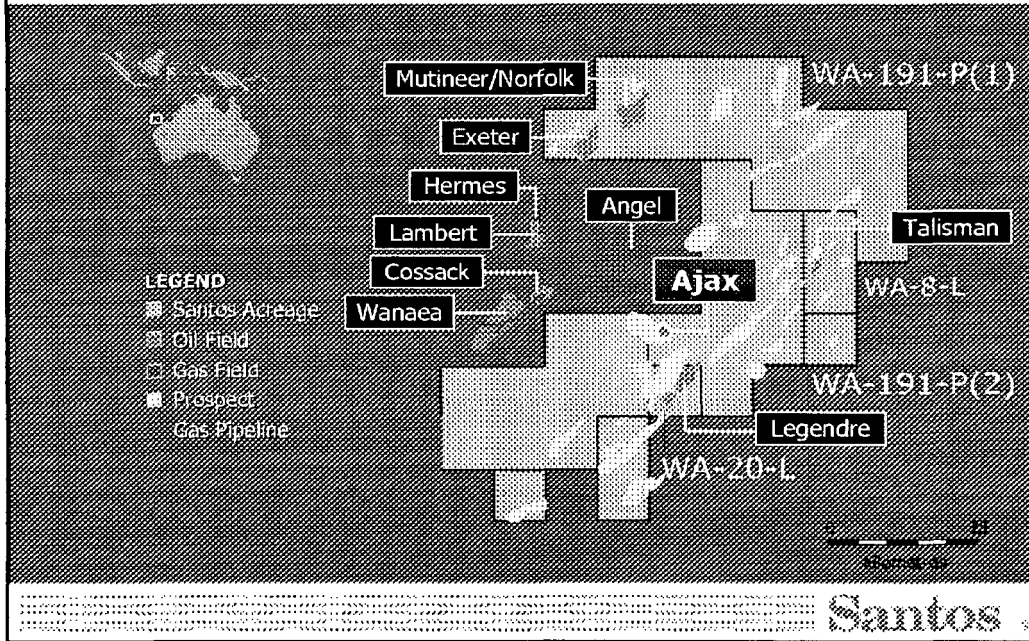 Mutineer/Norfolk
WA-191-P(1)
Exeter
Hermes
Angel
Lambert
Talisman
Cossack
Ajax
LEGEND
Santos Acreage
Wanaea
WA-8-L
Oil Field
Gas Field
Prospect
WA-191-P(2)
Gas Pipeline
Legendre
WA-20-L
Santos